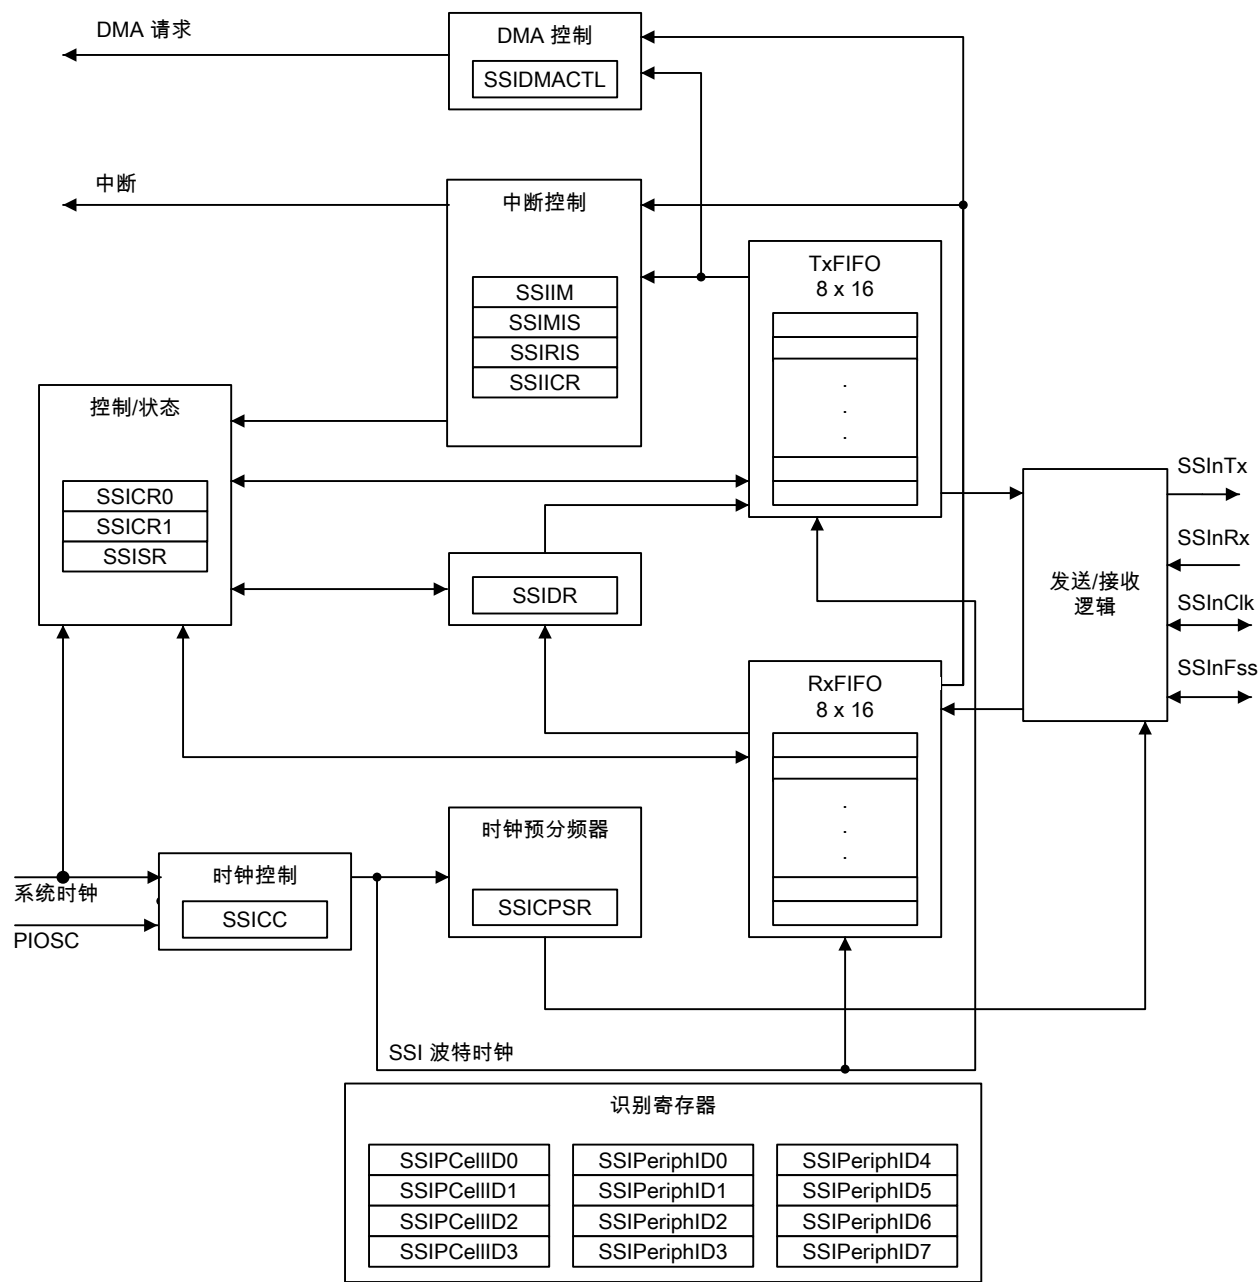 DMA 请求
DMA 控制
SSIDMACTL
中断
中断控制
SSIIM
SSIMIS
SSIRIS
SSIICR
TxFIFO
8 x 16
控制/状态
SSICR0
SSICR1
SSISR
SSIDR
SSInTx
SSInRx
SSInClk
SSInFss
发送/接收
逻辑
RxFIFO
8 x 16
时钟预分频器
SSICPSR
时钟控制
SSICC
系统时钟
PIOSC
SSI 波特时钟
识别寄存器
SSIPCellID0
SSIPCellID1
SSIPCellID2
SSIPCellID3
SSIPeriphID0
SSIPeriphID1
SSIPeriphID2
SSIPeriphID3
SSIPeriphID4
SSIPeriphID5
SSIPeriphID6
SSIPeriphID7